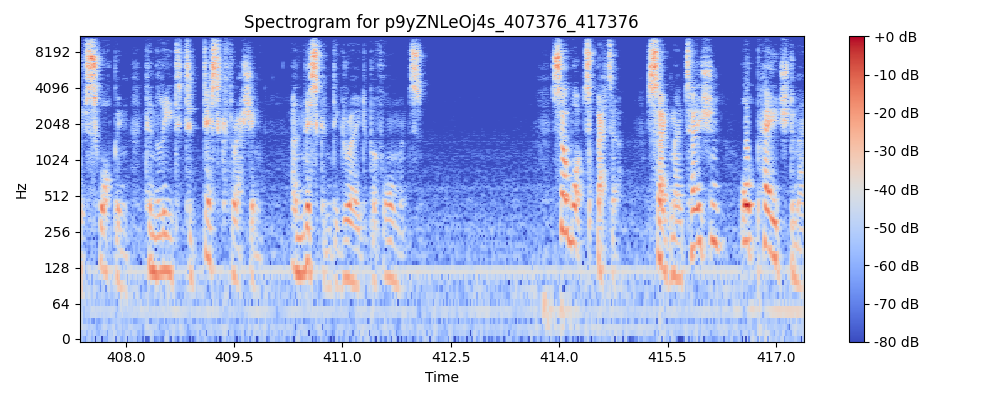 Spectrogram for p9yZNLeOj4s_407376_417376
Hz
8192
4096
2048
1024
512
256
128
64
0
408.0 409.5 411.0 412.5 414.0 415.5 417.0
Time
+0 dB
-10 dB
-20 dB
-30 dB
-40 dB
-50 dB
-60 dB
-70 dB
-80 dB